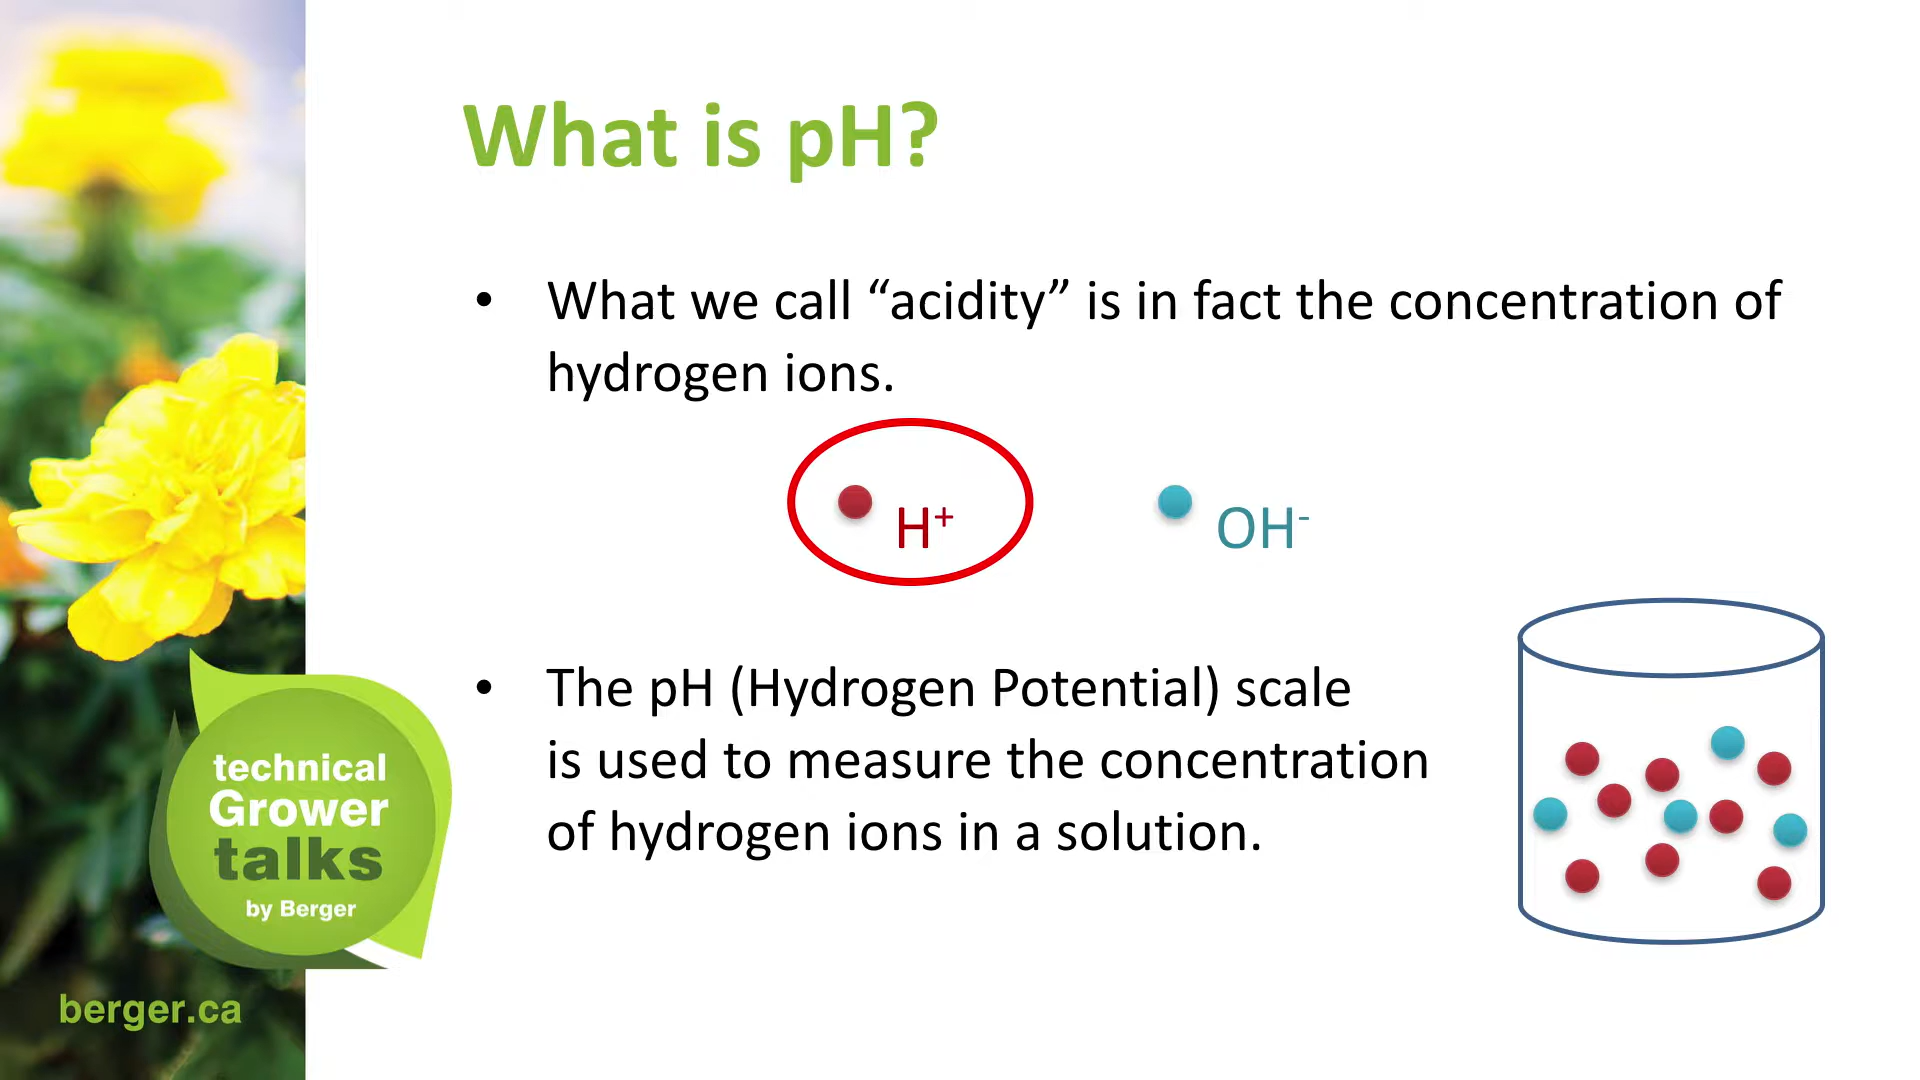 What is pH?
• What we call “acidity” is in fact the concentration of
hydrogen ions.
H⁺
OH⁻
• The pH (Hydrogen Potential) scale
is used to measure the concentration
of hydrogen ions in a solution.
technical
Grower
talks
by Berger
berger.ca